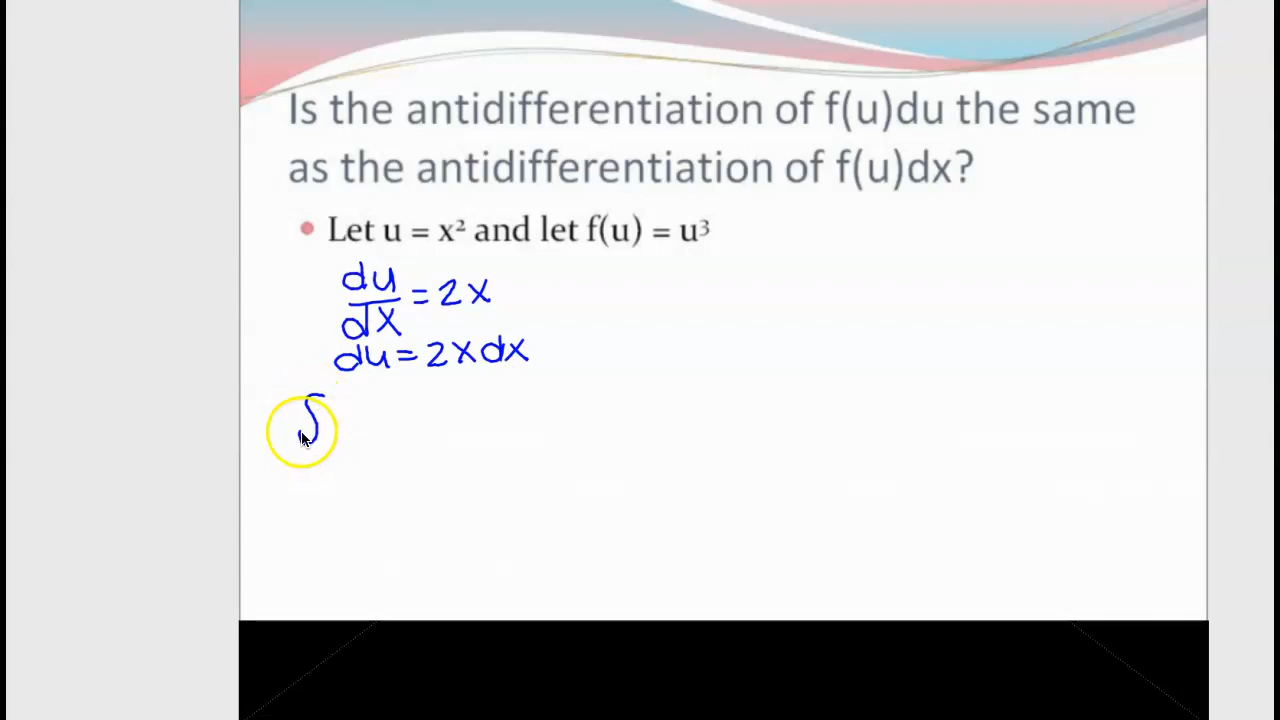 Is the antidifferentiation of f(u)du the same
as the antidifferentiation of f(u)dx?
• Let u = x² and let f(u) = u³
du/dx = 2x
du = 2x dx
∫